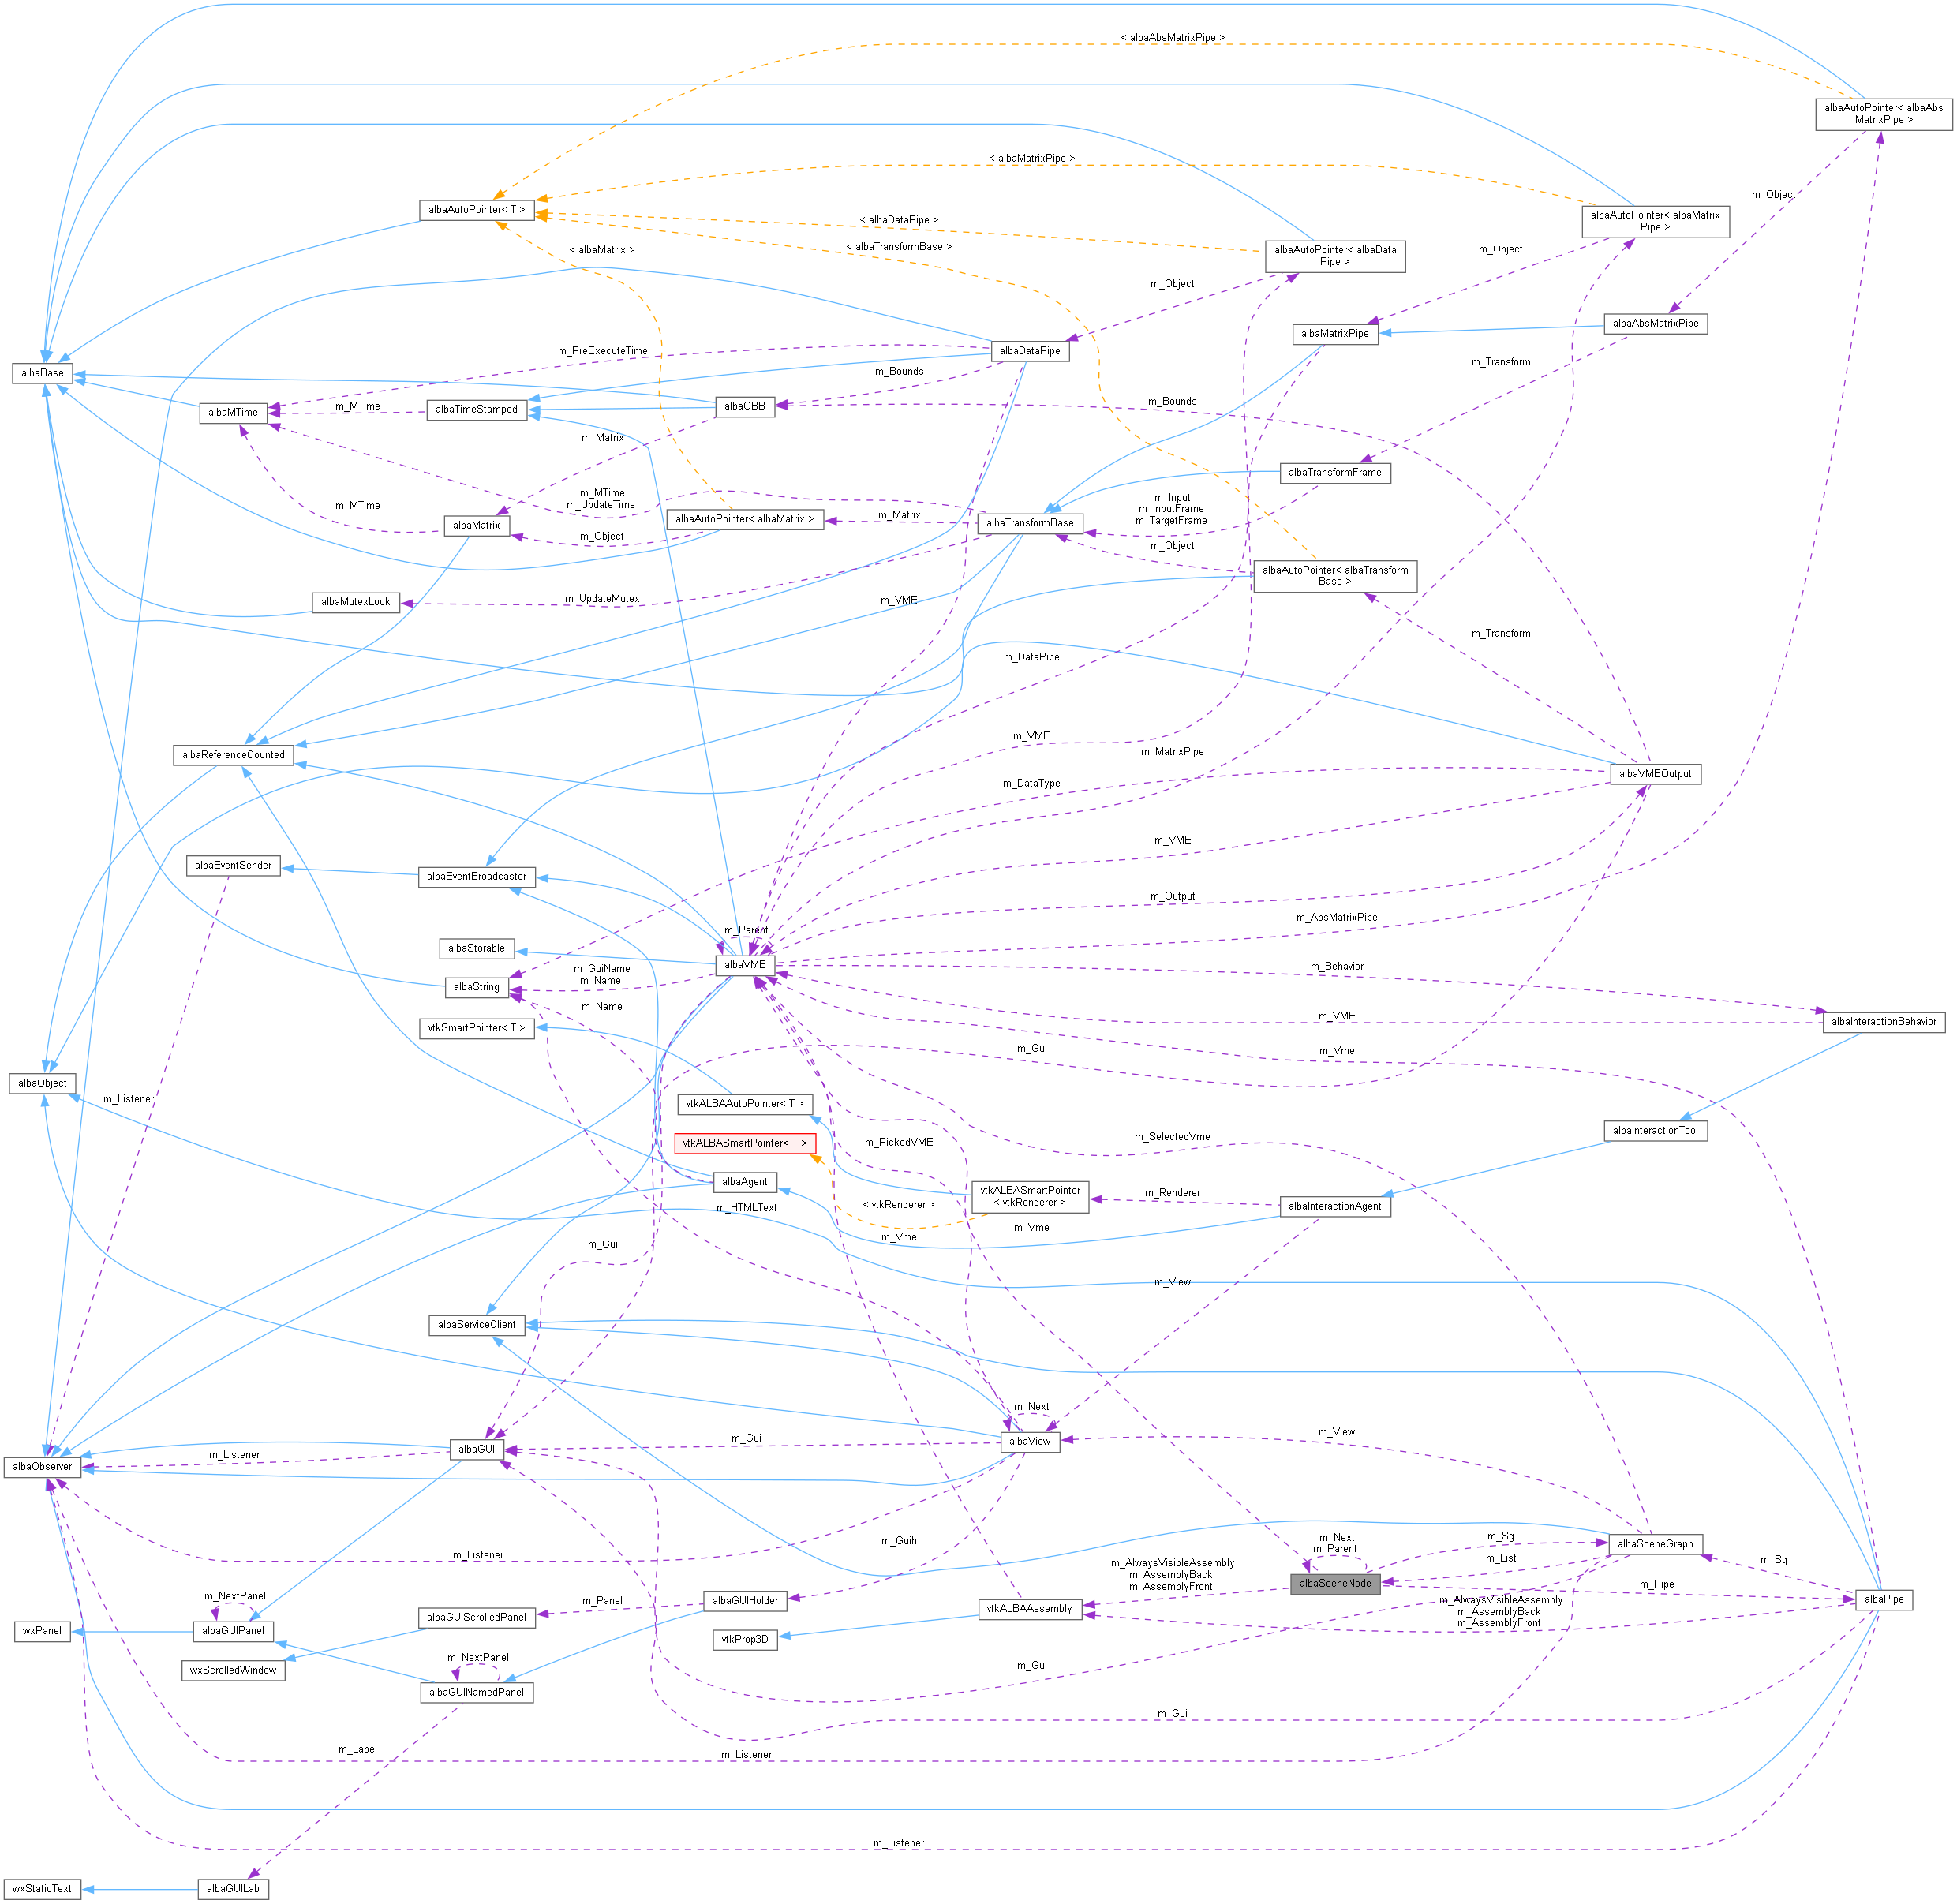 < albaAbsMatrixPipe >
albaAutoPointer< albaAbs
MatrixPipe >
< albaMatrixPipe >
m_Object
albaAutoPointer< T >
albaAutoPointer< albaMatrix
Pipe >
< albaDataPipe >
< albaMatrix >
< albaTransformBase >
albaAutoPointer< albaData
Pipe >
m_Object
m_Object
albaMatrixPipe
albaAbsMatrixPipe
m_PreExecuteTime
albaDataPipe
m_Transform
albaBase
m_Bounds
albaMTime
m_MTime
albaTimeStamped
albaOBB
m_Bounds
m_Matrix
albaTransformFrame
m_MTime
m_MTime
m_UpdateTime
m_Input
m_InputFrame
m_TargetFrame
albaMatrix
albaAutoPointer< albaMatrix >
m_Matrix
albaTransformBase
m_Object
m_Object
albaAutoPointer< albaTransform
Base >
albaMutexLock
m_UpdateMutex
m_VME
m_Transform
m_DataPipe
albaReferenceCounted
m_VME
m_MatrixPipe
albaVMEOutput
m_DataType
m_VME
albaEventSender
albaEventBroadcaster
m_Output
m_AbsMatrixPipe
m_Parent
albaStorable
albaVME
m_Behavior
m_GuiName
m_Name
albaString
m_Name
vtkSmartPointer< T >
m_VME
albaInteractionBehavior
m_Gui
m_Vme
albaObject
m_Listener
vtkALBAAutoPointer< T >
vtkALBASmartPointer< T >
m_PickedVME
m_SelectedVme
albaInteractionTool
albaAgent
vtkALBASmartPointer
< vtkRenderer >
m_Renderer
albaInteractionAgent
m_HTMLText
< vtkRenderer >
m_Gui
m_Vme
m_Vme
m_View
albaServiceClient
m_Next
albaObserver
m_Listener
albaGUI
m_Gui
albaView
m_View
m_Listener
m_Guih
m_Next
m_Parent
m_Sg
albaSceneGraph
m_AlwaysVisibleAssembly
m_AssemblyBack
m_AssemblyFront
m_List
m_Sg
albaSceneNode
m_Pipe
m_NextPanel
m_Panel
albaGUIHolder
vtkALBAAssembly
m_AlwaysVisibleAssembly
m_AssemblyBack
m_AssemblyFront
albaPipe
albaGUIScrolledPanel
wxPanel
albaGUIPanel
vtkProp3D
wxScrolledWindow
m_NextPanel
m_Gui
albaGUINamedPanel
m_Gui
m_Label
m_Listener
m_Listener
wxStaticText
albaGUILab